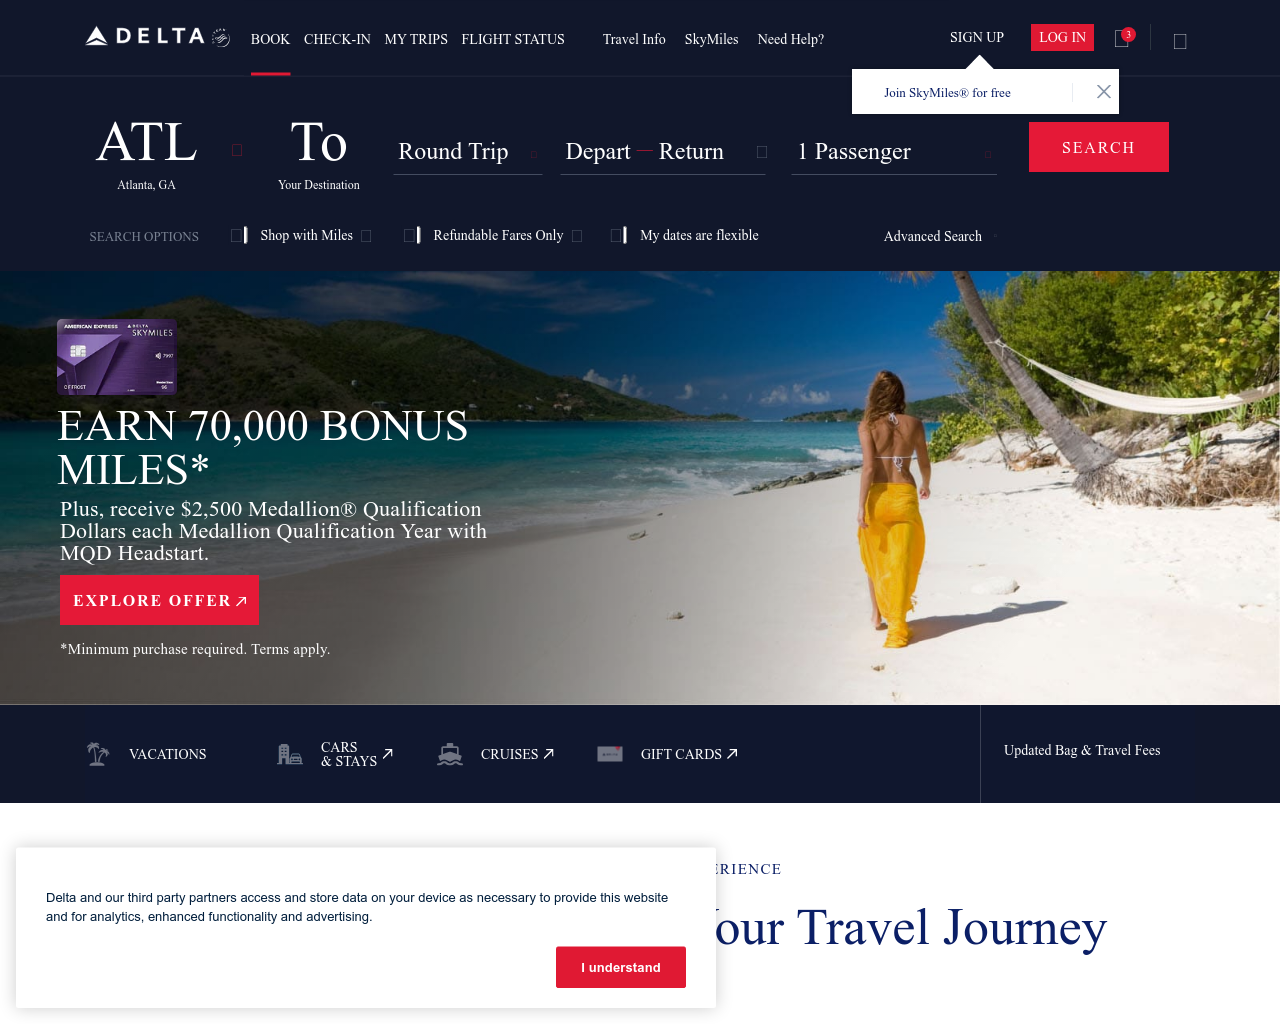 DELTA
BOOK
CHECK-IN
MY TRIPS
FLIGHT STATUS
Travel Info
SkyMiles
Need Help?
SIGN UP
LOG IN
3
Join SkyMiles® for free
ATL
Atlanta, GA
To
Your Destination
Round Trip
Depart — Return
1 Passenger
SEARCH
SEARCH OPTIONS
Shop with Miles
Refundable Fares Only
My dates are flexible
Advanced Search
AMERICAN EXPRESS
DELTA
SKYMILES
7997
C F FROST
EARN 70,000 BONUS
MILES*
Plus, receive $2,500 Medallion® Qualification
Dollars each Medallion Qualification Year with
MQD Headstart.
EXPLORE OFFER
*Minimum purchase required. Terms apply.
VACATIONS
CARS
& STAYS
CRUISES
GIFT CARDS
Updated Bag & Travel Fees
ERIENCE
our Travel Journey
Delta and our third party partners access and store data on your device as necessary to provide this website
and for analytics, enhanced functionality and advertising.
I understand